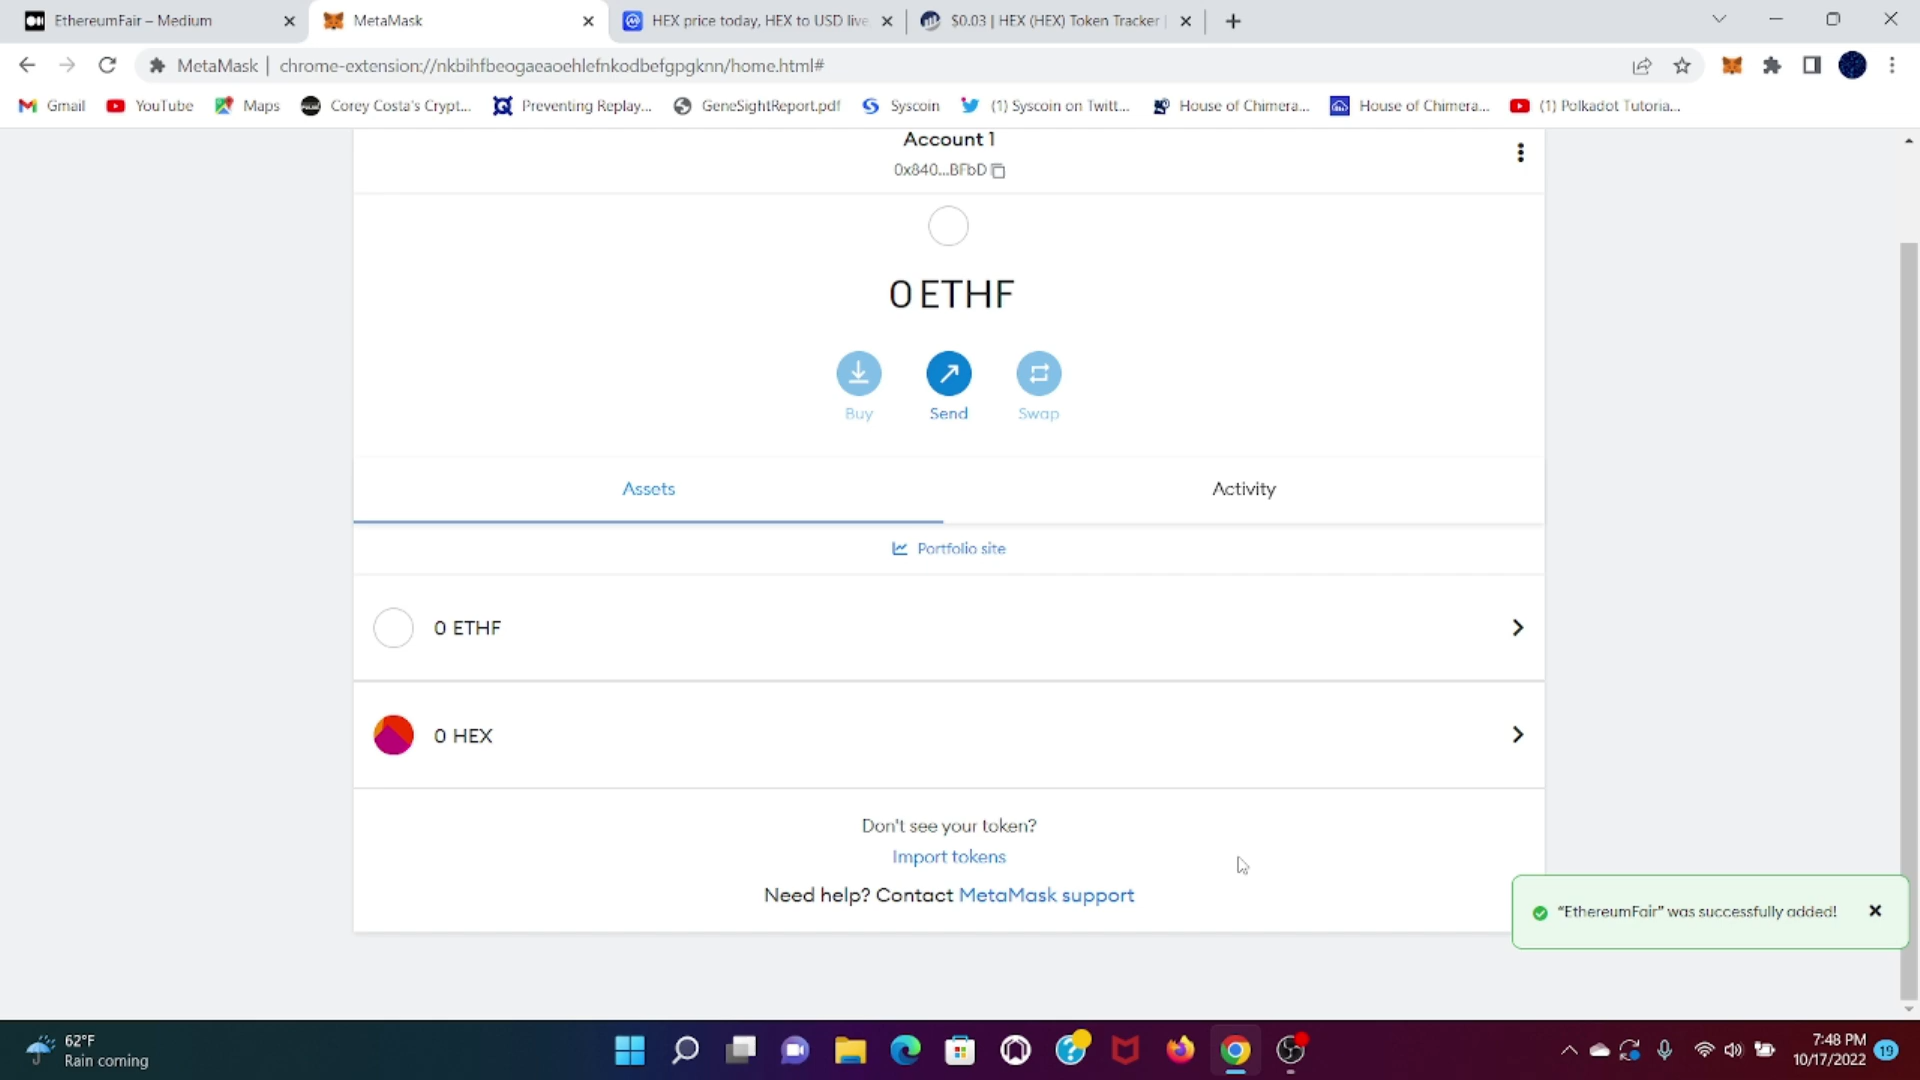 EthereumFair – Medium
MetaMask
HEX price today, HEX to USD live
$0.03 | HEX (HEX) Token Tracker |
MetaMask | chrome-extension://nkbihfbeogaeaoehlefnkodbefgpgknn/home.html#
Gmail
YouTube
Maps
Corey Costa's Crypt...
Preventing Replay...
GeneSightReport.pdf
Syscoin
(1) Syscoin on Twitt...
House of Chimera...
House of Chimera...
(1) Polkadot Tutoria...
Account 1
0x840...BFbD
0 ETHF
Buy
Send
Swap
Assets
Activity
Portfolio site
0 ETHF
0 HEX
Don't see your token?
Import tokens
Need help? Contact MetaMask support
“EthereumFair” was successfully added!
62°F
Rain coming
7:48 PM
10/17/2022
19